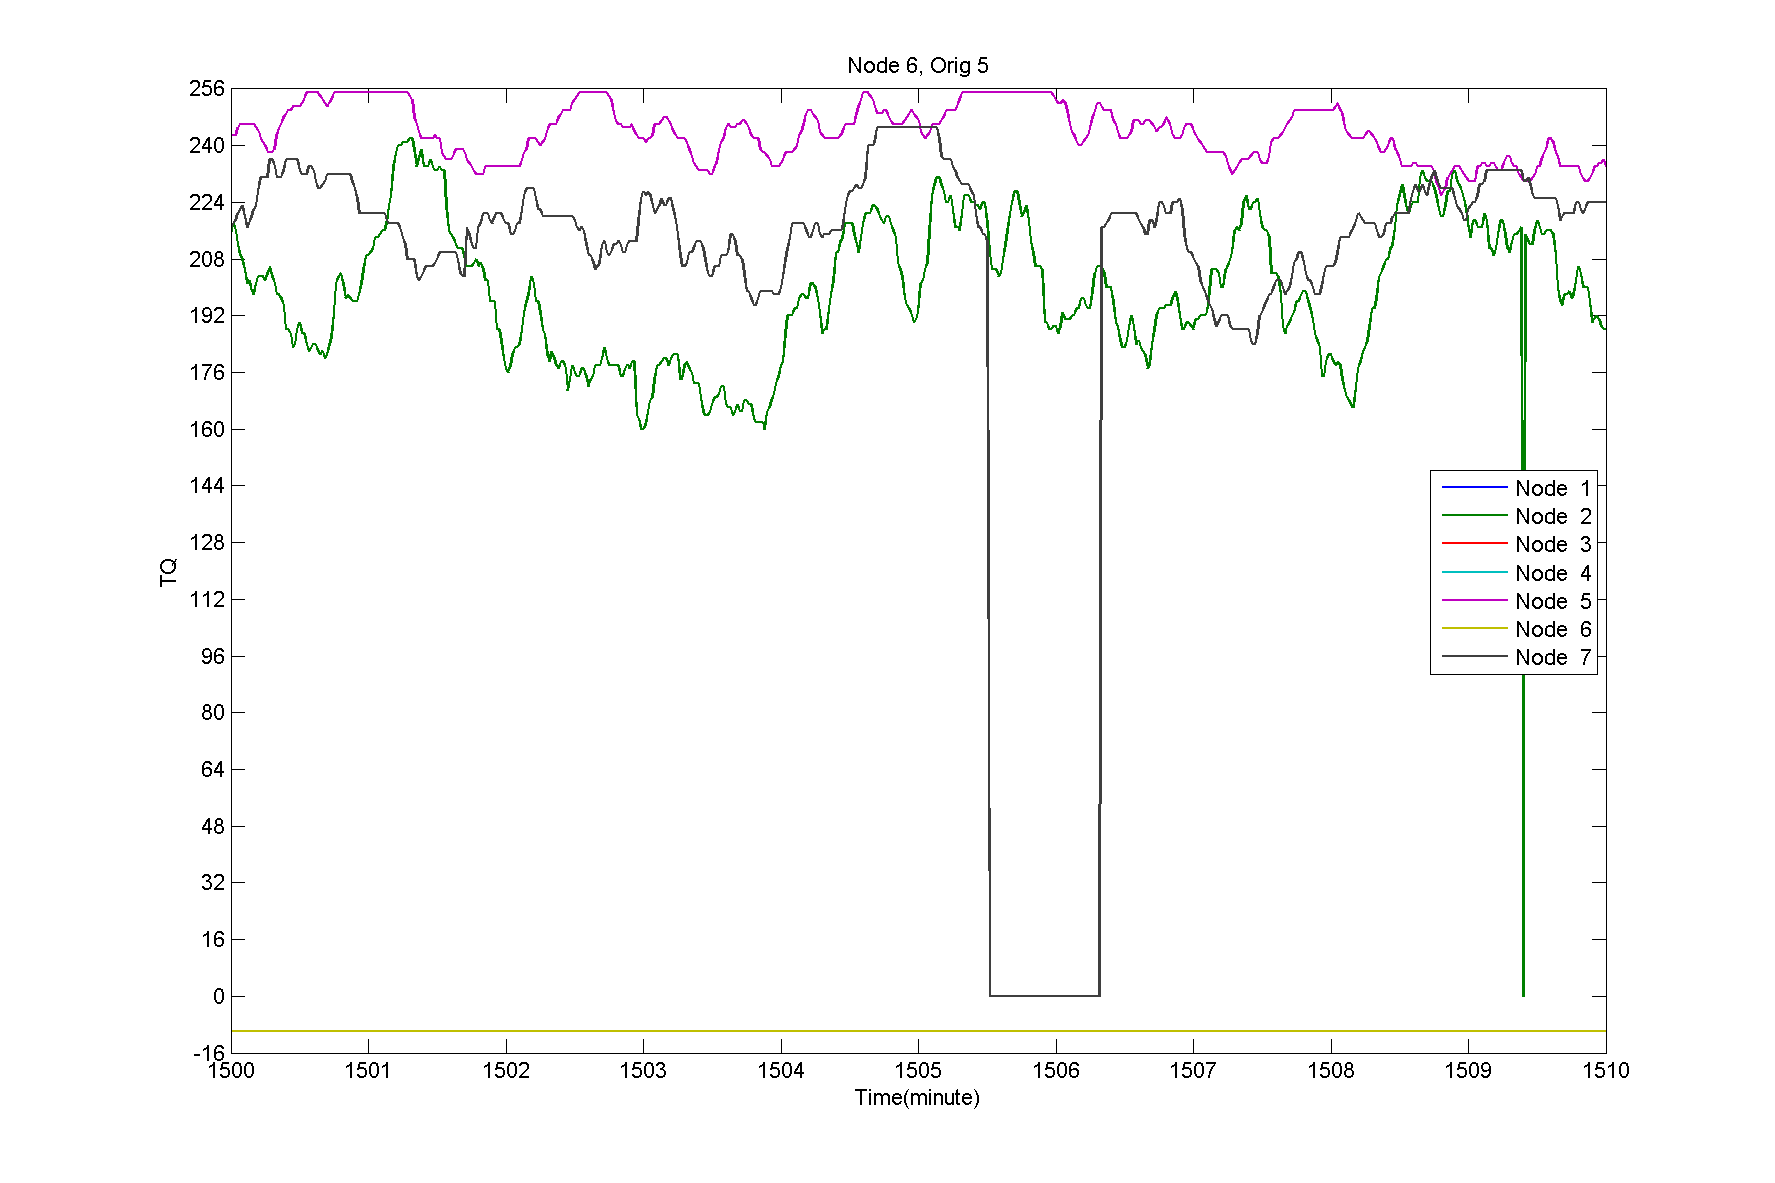 Node 6, Orig 5
256
240
224
208
192
176
160
144
128
112
96
80
64
48
32
16
0
-16
TQ
Node 1
Node 2
Node 3
Node 4
Node 5
Node 6
Node 7
1500 1501 1502 1503 1504 1505 1506 1507 1508 1509 1510
Time(minute)